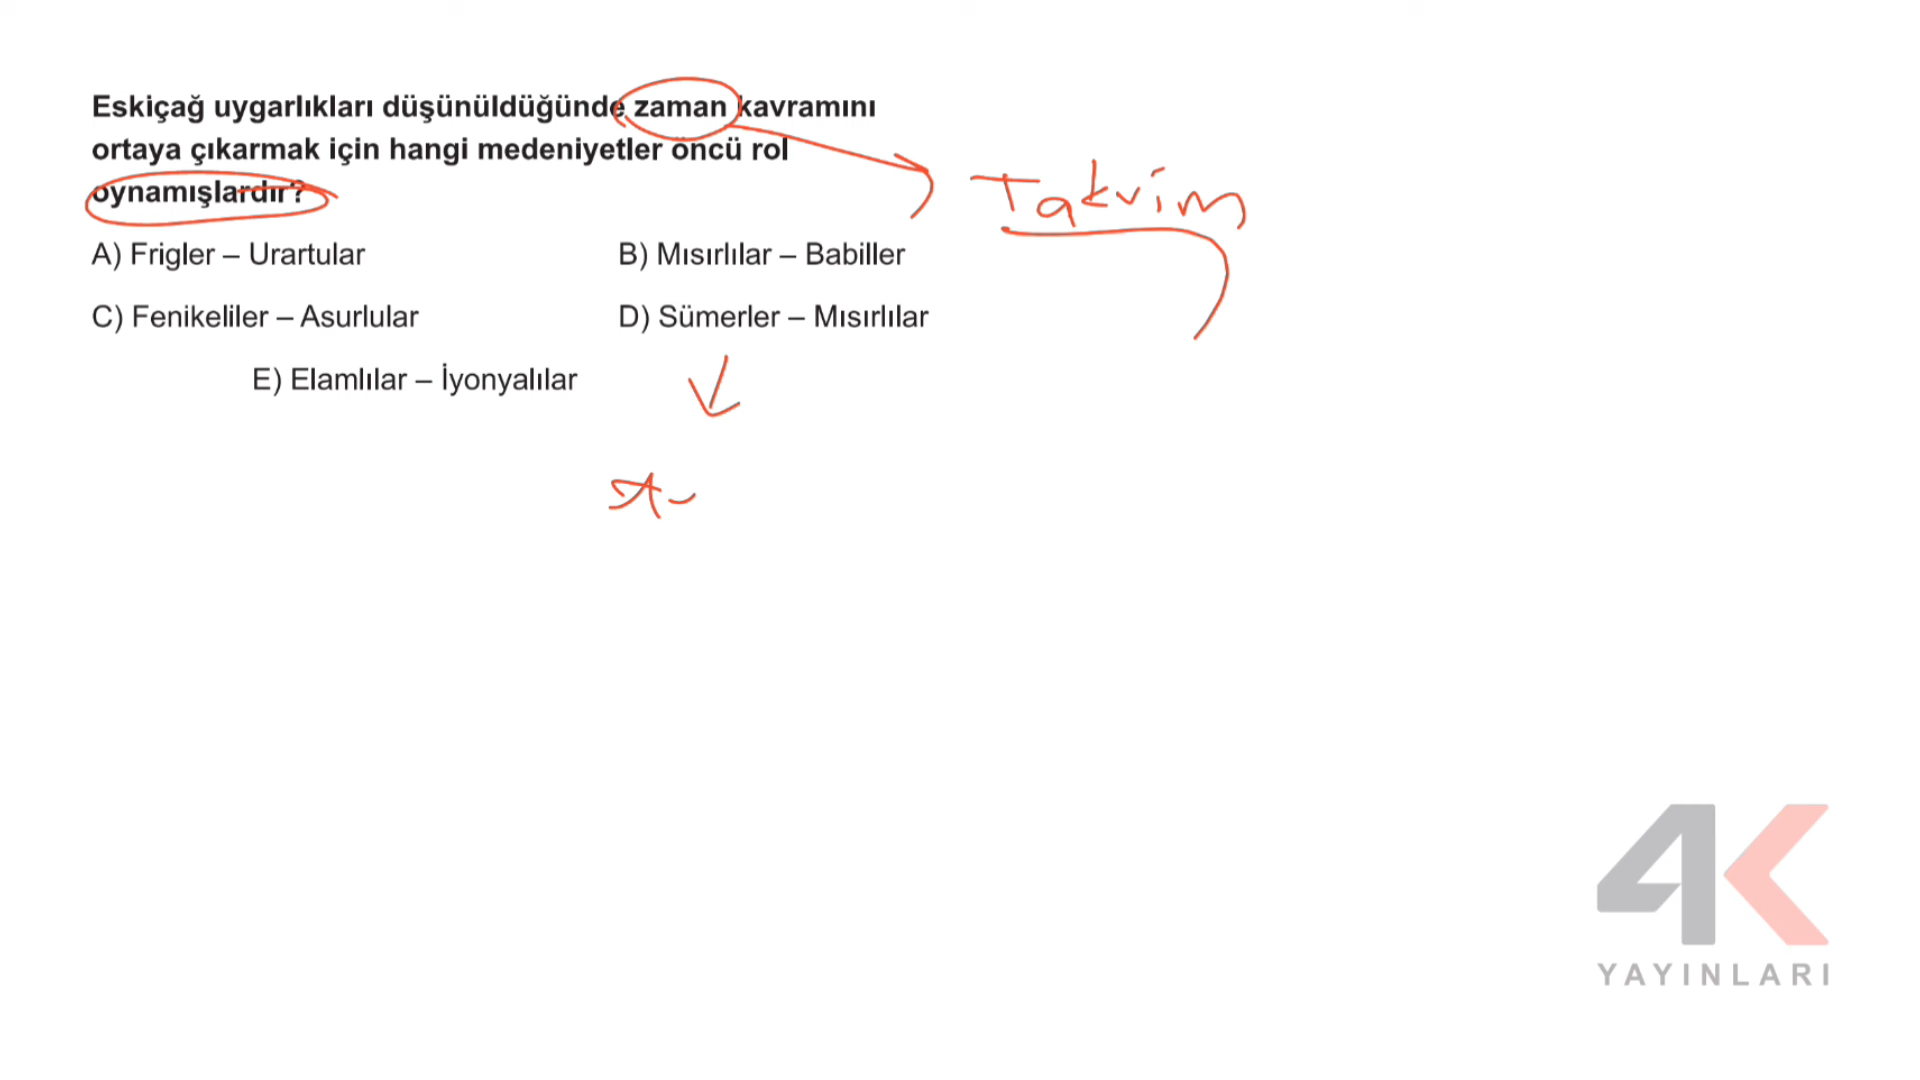 Eskiçağ uygarlıkları düşünüldüğünde zaman kavramını
ortaya çıkarmak için hangi medeniyetler öncü rol
oynamışlardır?
Takvim
A) Frigler – Urartular
B) Mısırlılar – Babiller
C) Fenikeliler – Asurlular
D) Sümerler – Mısırlılar
E) Elamlılar – İyonyalılar
4K
YAYINLARI